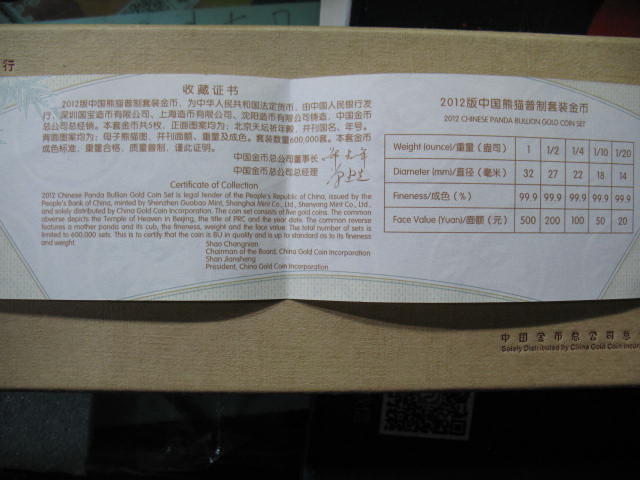 行
收藏证书
2012版中国熊猫普制套装金币，为中华人民共和国法定货币，由中国人民银行发
行，深圳国宝造币有限公司、上海造币有限公司、沈阳造币有限公司铸造，中国金币
总公司总经销。本套金币共5枚，正面图案均为：北京天坛祈年殿，并刊国名、年号。
背面图案均为：母子熊猫图，并刊面额、重量及成色。套装数量600,000套。本套金币
成色标准，重量合格，质量普制，谨此证明。
中国金币总公司董事长
中国金币总公司总经理
Certificate of Collection
2012 Chinese Panda Bullion Gold Coin Set is legal tender of the People's Republic of China, issued by the
People's Bank of China, minted by Shenzhen Guobao Mint, Shanghai Mint Co., Ltd., Shenyang Mint Co., Ltd.,
and solely distributed by China Gold Coin Incorporation. The coin set consists of five gold coins. The common
obverse depicts the Temple of Heaven in Beijing, the title of PRC and the year date. The common reverse
features a mother panda and its cub, the fineness, weight and the face value. The total number of sets is
limited to 600,000 sets. This is to certify that the coin is BU in quality and is up to standard as to its fineness
and weight.
Shao Changnian
Chairman of the Board, China Gold Coin Incorporation
Shan Jiansheng
President, China Gold Coin Incorporation
2012版中国熊猫普制套装金币
2012 CHINESE PANDA BULLION GOLD COIN SET
Weight (ounce)/重量（盎司） 1 1/2 1/4 1/10 1/20
Diameter (mm)/直径（毫米） 32 27 22 18 14
Fineness/成色（%） 99.9 99.9 99.9 99.9 99.9
Face Value (Yuan)/面额（元） 500 200 100 50 20
中国金币总公司总
Solely Distributed by China Gold Coin Incor